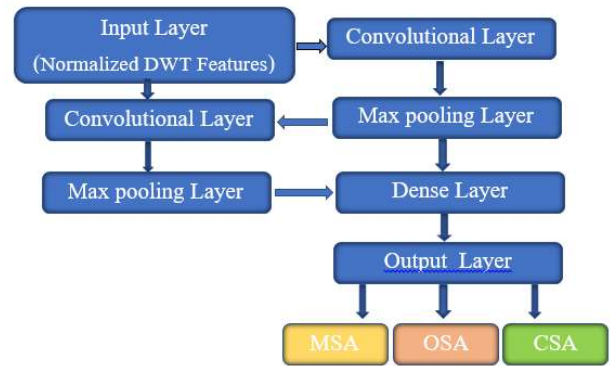 Input Layer
(Normalized DWT Features)
Convolutional Layer
Convolutional Layer
Max pooling Layer
Max pooling Layer
Dense Layer
Output Layer
MSA
OSA
CSA